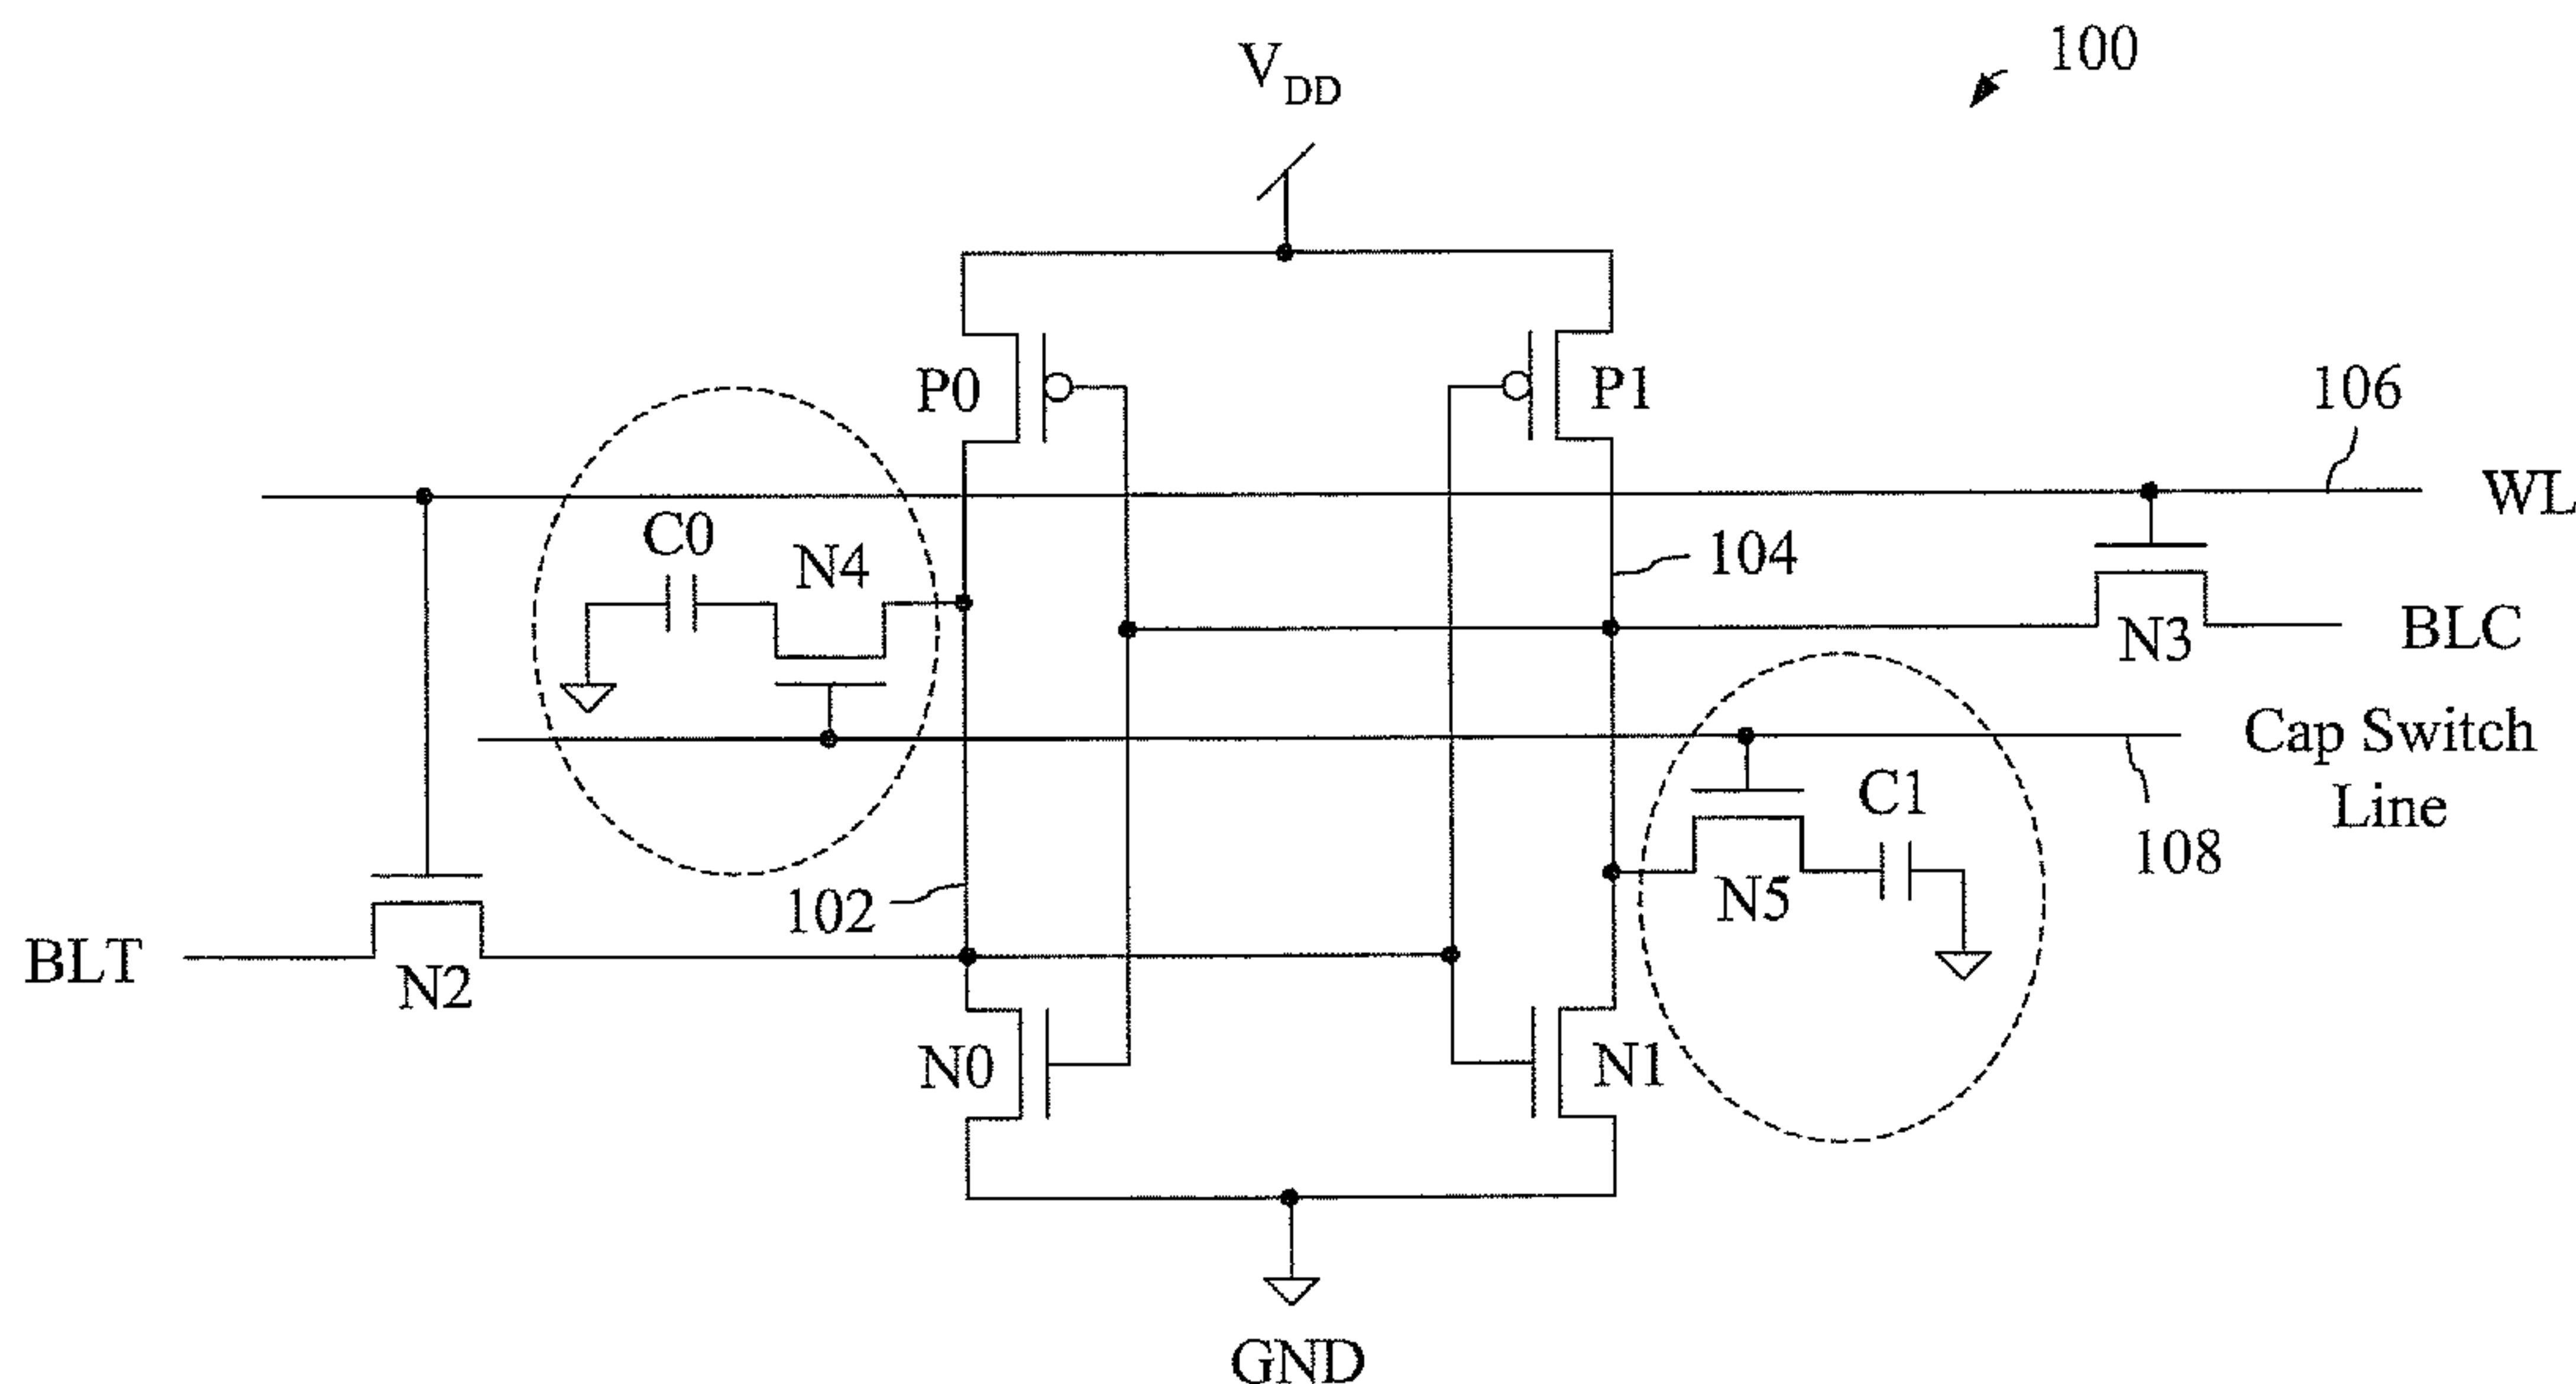 100
VDD
P0
P1
106
WL
C0
N4
104
N3
BLC
Cap Switch
Line
C1
108
102
N5
BLT
N2
N0
N1
GND